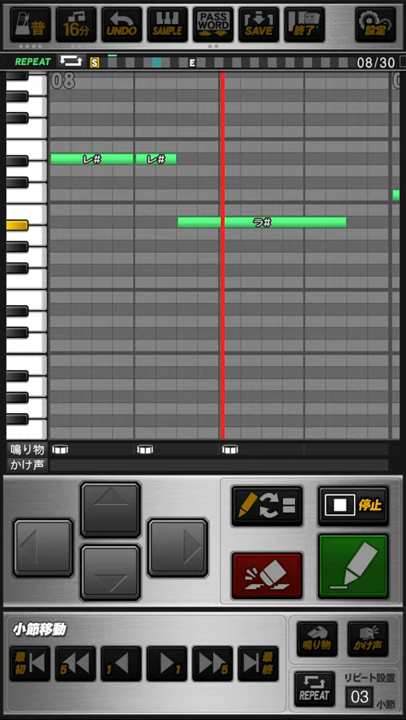 普 16分 UNDO SAMPLE PASS WORD SAVE 終了 設定
REPEAT S E 08/30
08
レ# レ#
ラ#
鳴り物
かけ声
停止
小節移動
最初 5 1 1 5 最終
鳴り物 かけ声
REPEAT リピート設置 03 小節